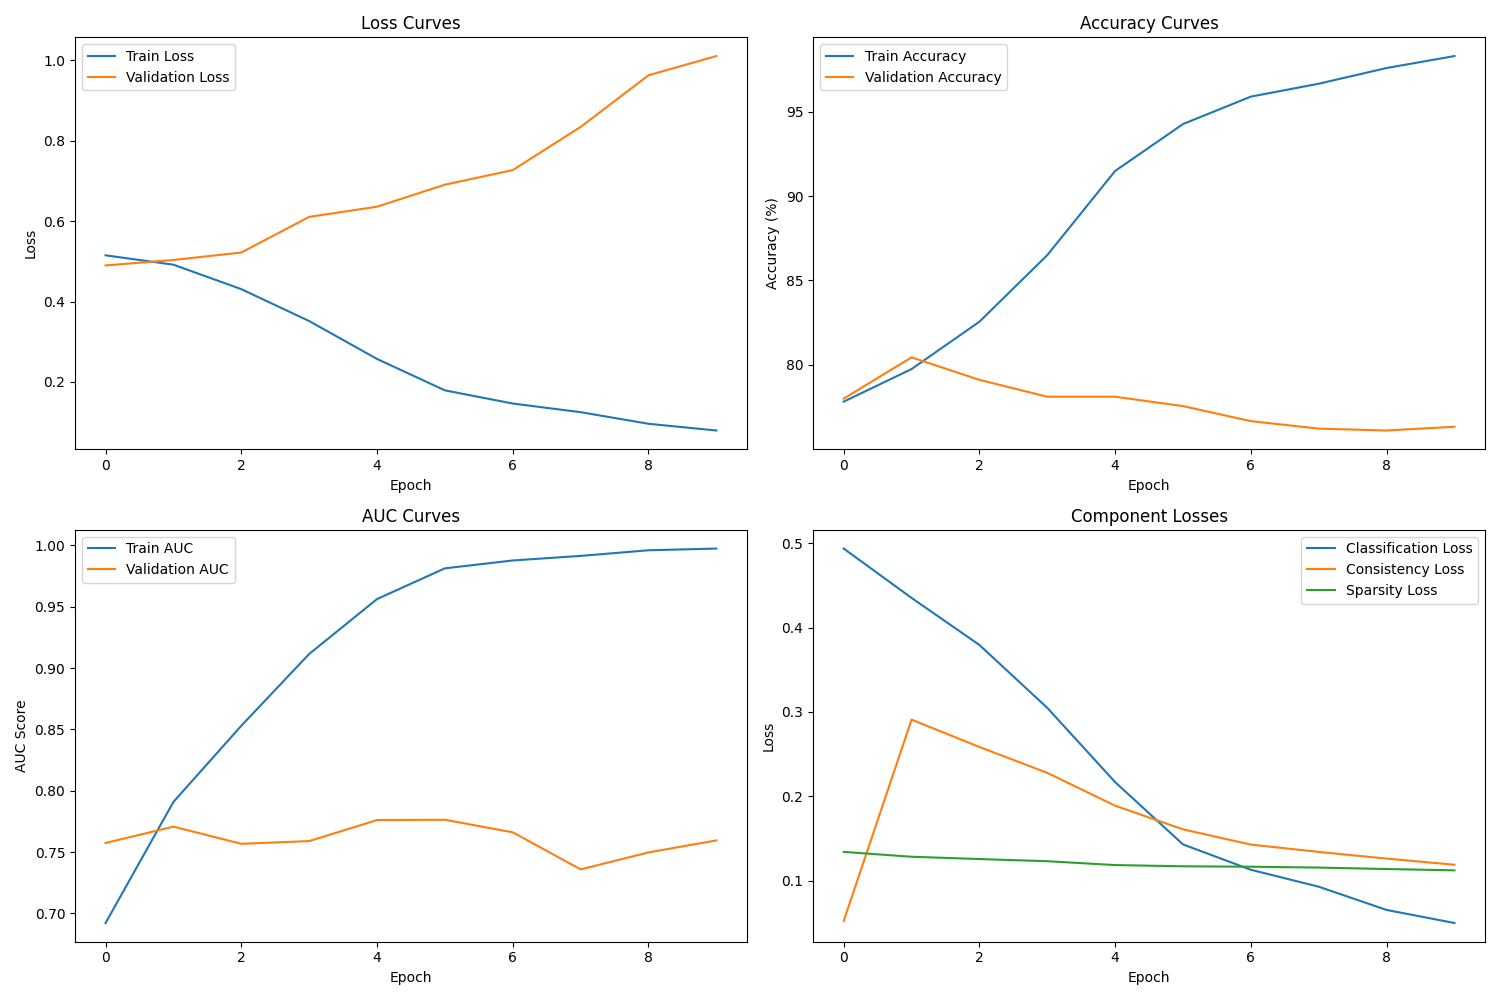 Loss Curves
Train Loss
Validation Loss
1.0
0.8
0.6
0.4
0.2
Loss
0 2 4 6 8
Epoch
Accuracy Curves
Train Accuracy
Validation Accuracy
95
90
85
80
Accuracy (%)
0 2 4 6 8
Epoch
AUC Curves
Train AUC
Validation AUC
1.00
0.95
0.90
0.85
0.80
0.75
0.70
AUC Score
0 2 4 6 8
Epoch
Component Losses
Classification Loss
Consistency Loss
Sparsity Loss
0.5
0.4
0.3
0.2
0.1
Loss
0 2 4 6 8
Epoch